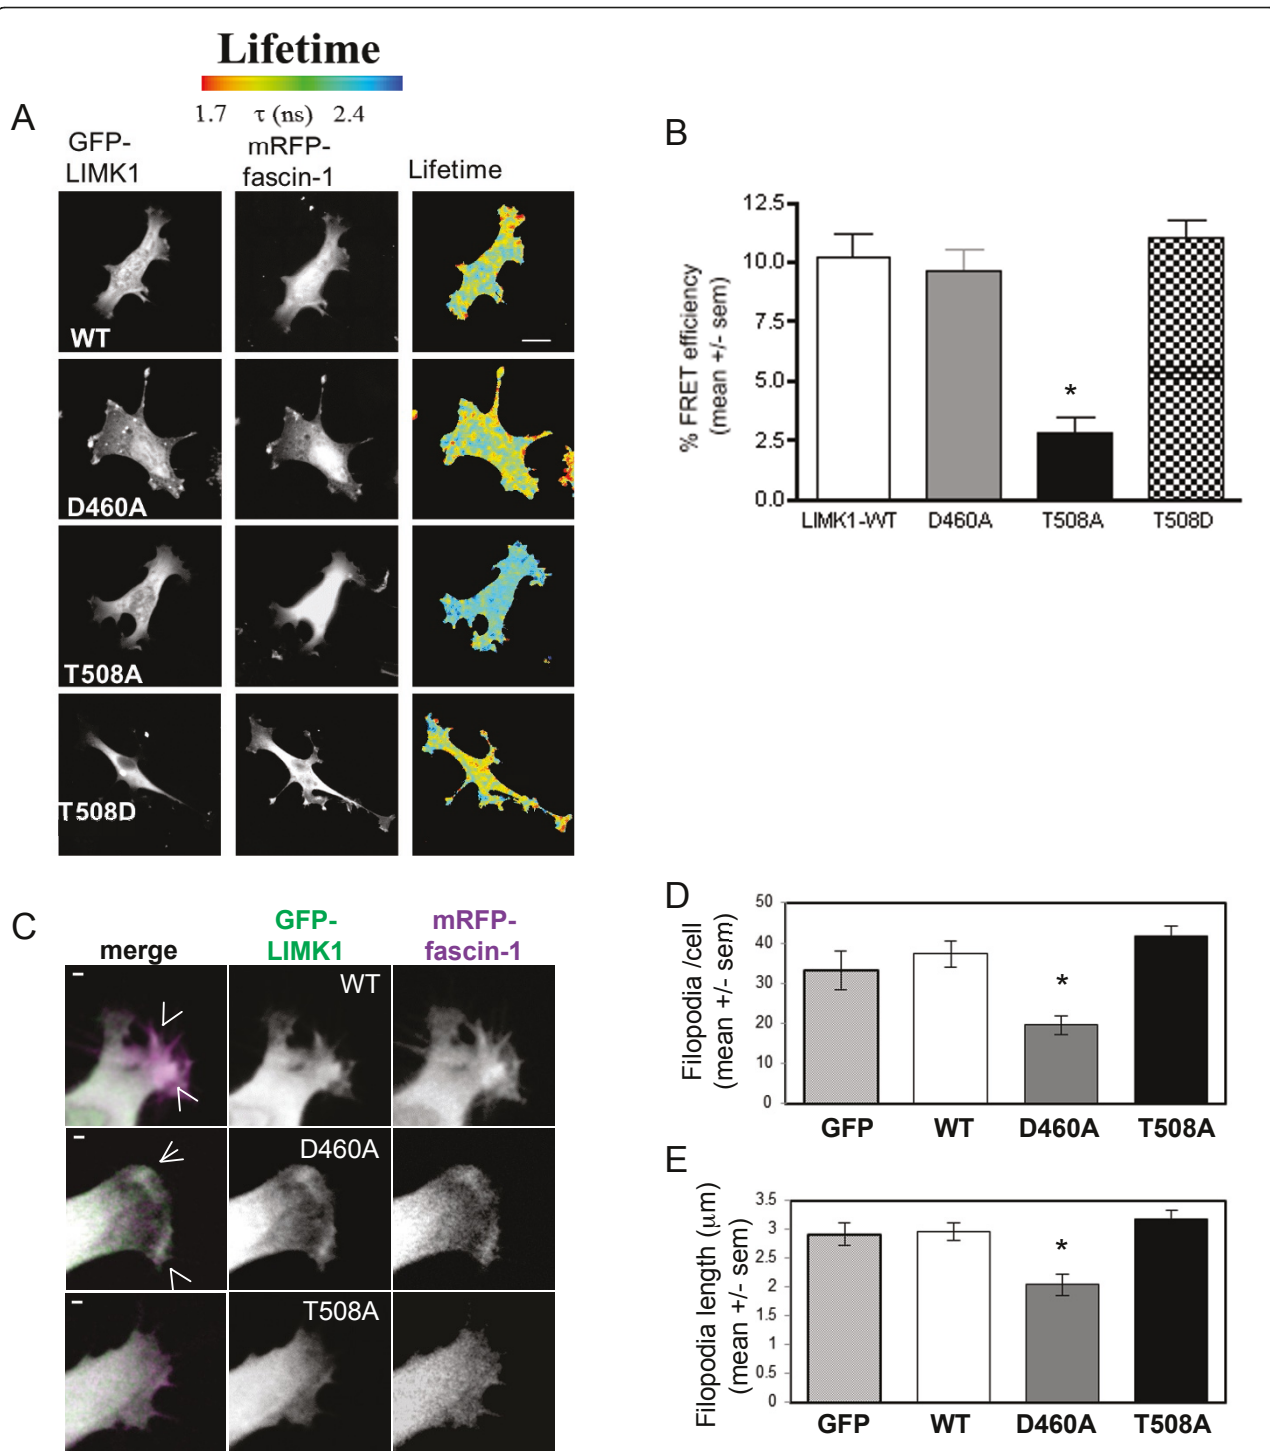 Lifetime
1.7 τ (ns) 2.4
A
GFP-
LIMK1
mRFP-
fascin-1
Lifetime
WT
D460A
T508A
T508D
B
% FRET efficiency
(mean +/- sem)
12.5
10.0
7.5
5.0
2.5
0.0
*
LIMK1-WT D460A T508A T508D
C
merge
GFP-
LIMK1
mRFP-
fascin-1
WT
D460A
T508A
D
Filopodia /cell
(mean +/- sem)
50
40
30
20
10
0
*
GFP WT D460A T508A
E
Filopodia length (μm)
(mean +/- sem)
3.5
3
2.5
2
1.5
1
0.5
0
*
GFP WT D460A T508A